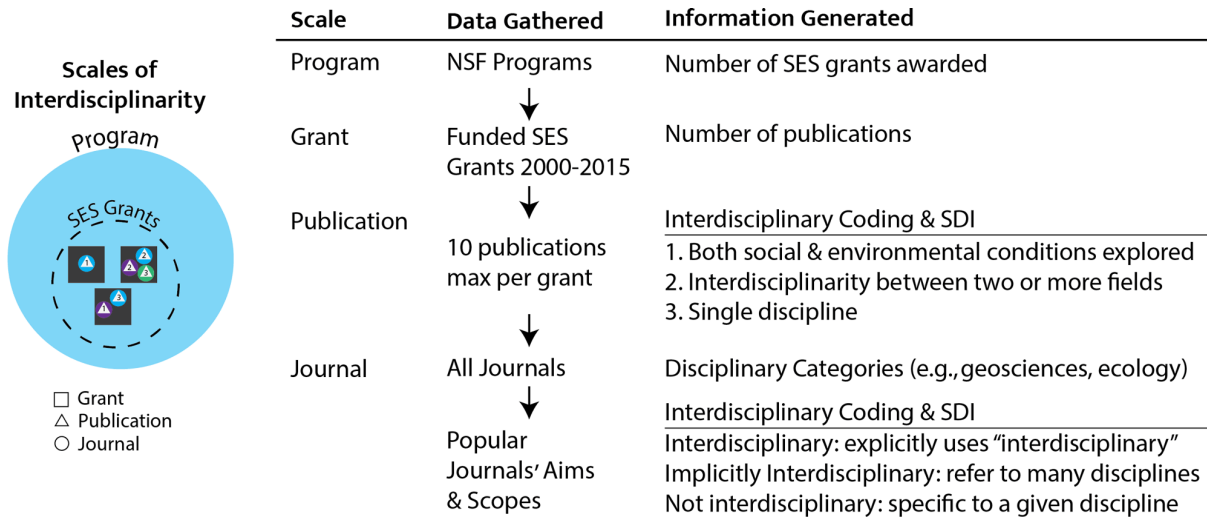 Scales of
Interdisciplinarity
Program
SES Grants
1
2
2
3
3
1
Grant
Publication
Journal
Scale Data Gathered Information Generated
Program NSF Programs Number of SES grants awarded
Grant Funded SES Number of publications
Grants 2000-2015
Publication Interdisciplinary Coding & SDI
10 publications 1. Both social & environmental conditions explored
max per grant 2. Interdisciplinarity between two or more fields
3. Single discipline
Journal All Journals Disciplinary Categories (e.g., geosciences, ecology)
Interdisciplinary Coding & SDI
Popular Interdisciplinary: explicitly uses “interdisciplinary”
Journals’ Aims Implicitly Interdisciplinary: refer to many disciplines
& Scopes Not interdisciplinary: specific to a given discipline